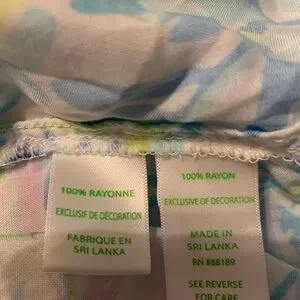 100% RAYONNE
EXCLUSIF DE DÉCORATION
FABRIQUE EN
SRI LANKA
100% RAYON
EXCLUSIVE OF DECORATION
MADE IN
SRI LANKA
RN #88189
SEE REVERSE
FOR CARE